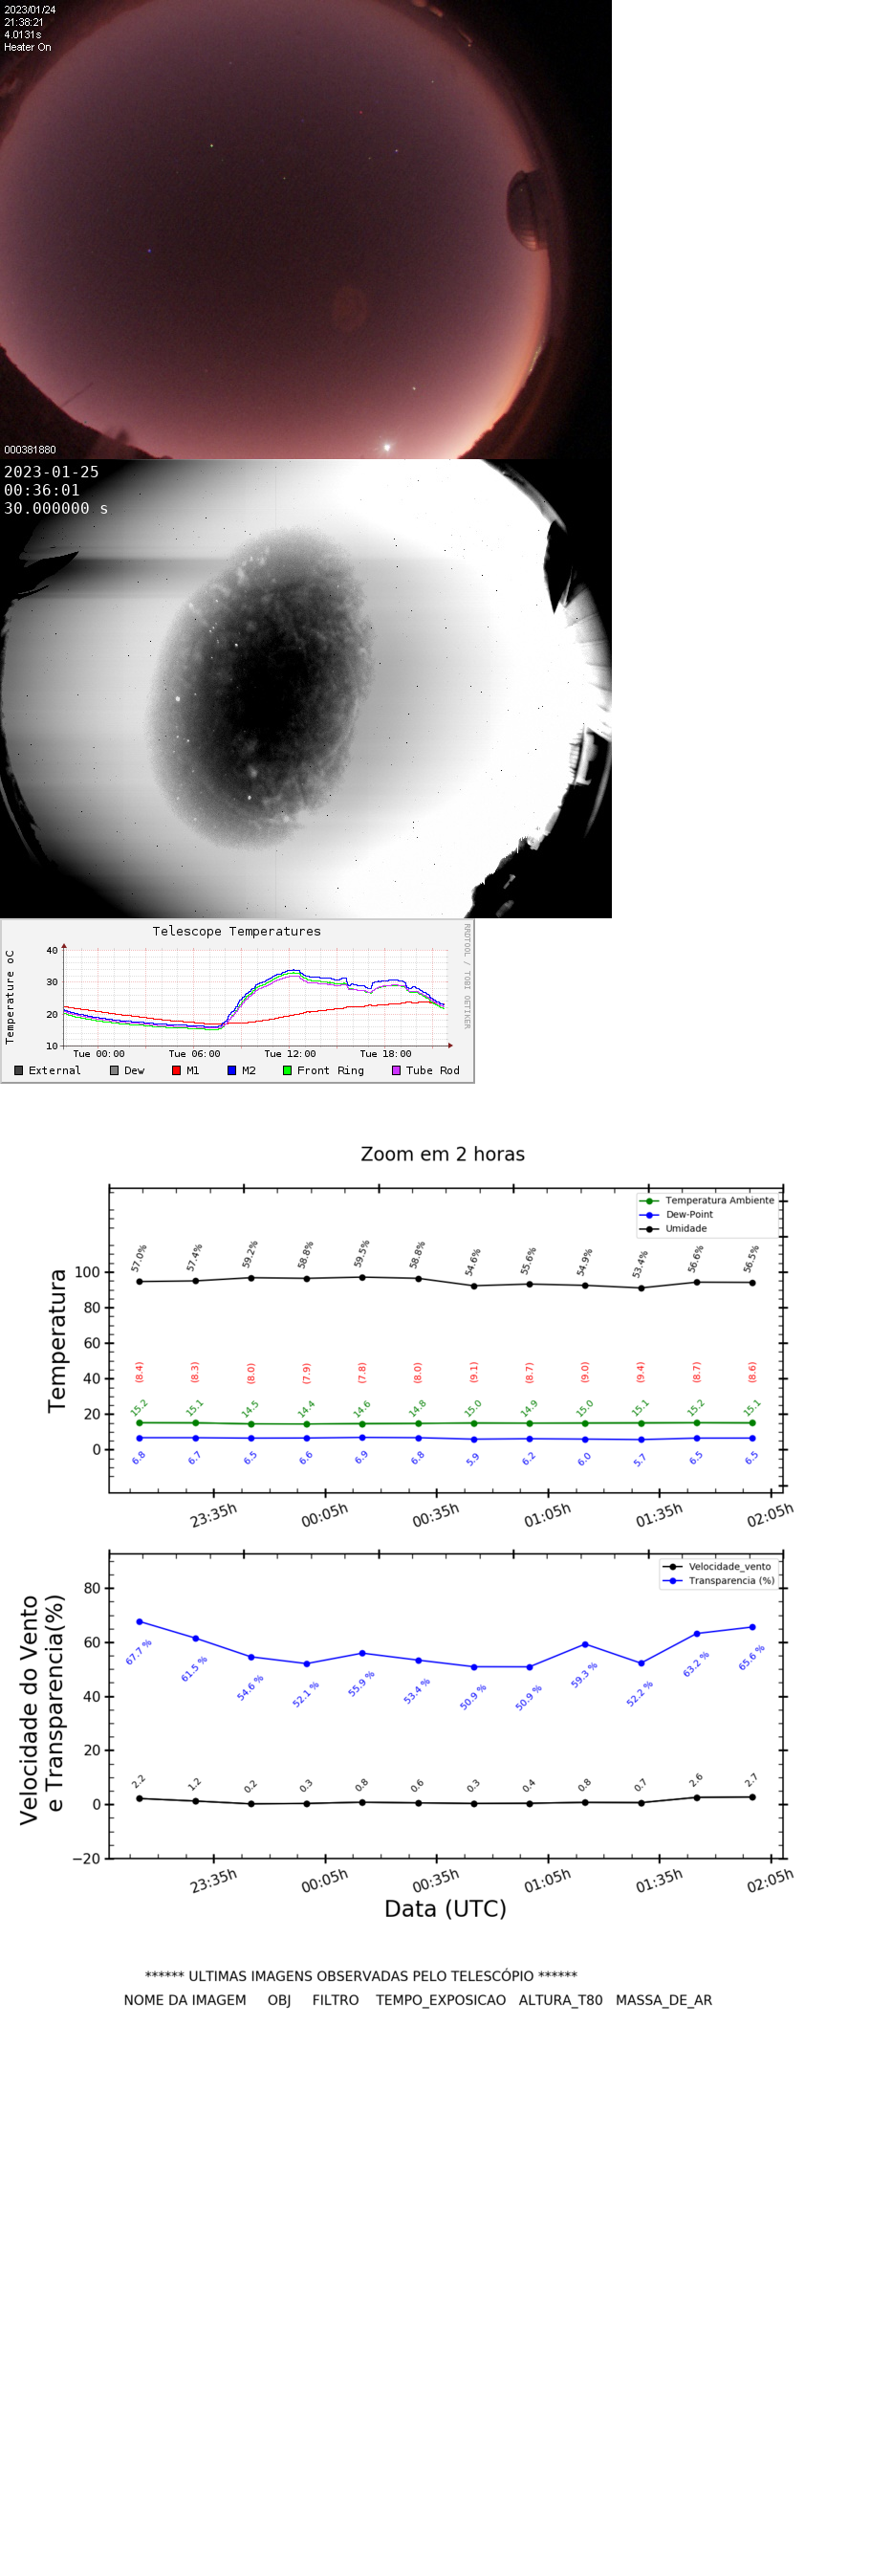 2023/01/24
21:38:21
4.0131s
Heater On
000381880
2023-01-25
00:36:01
30.000000 s
Telescope Temperatures
RRDTOOL / TOBI OETIKER
Temperature oC
40
30
20
10
Tue 00:00 Tue 06:00 Tue 12:00 Tue 18:00
External Dew M1 M2 Front Ring Tube Rod
Zoom em 2 horas
Temperatura Ambiente
Dew-Point
Umidade
Temperatura
100
80
60
40
20
0
57.0% 57.4% 59.2% 58.8% 59.5% 58.8% 54.6% 55.6% 54.9% 53.4% 56.6% 56.5%
(8.4) (8.3) (8.0) (7.9) (7.8) (8.0) (9.1) (8.7) (9.0) (9.4) (8.7) (8.6)
15.2 15.1 14.5 14.4 14.6 14.8 15.0 14.9 15.0 15.1 15.2 15.1
6.8 6.7 6.5 6.6 6.9 6.8 5.9 6.2 6.0 5.7 6.5 6.5
23:35h 00:05h 00:35h 01:05h 01:35h 02:05h
Velocidade_vento
Transparencia (%)
Velocidade do Vento
e Transparencia(%)
80
60
40
20
0
−20
67.7 % 61.5 % 54.6 % 52.1 % 55.9 % 53.4 % 50.9 % 50.9 % 59.3 % 52.2 % 63.2 % 65.6 %
2.2 1.2 0.2 0.3 0.8 0.6 0.3 0.4 0.8 0.7 2.6 2.7
23:35h 00:05h 00:35h 01:05h 01:35h 02:05h
Data (UTC)
****** ULTIMAS IMAGENS OBSERVADAS PELO TELESCÓPIO ******
NOME DA IMAGEM OBJ FILTRO TEMPO_EXPOSICAO ALTURA_T80 MASSA_DE_AR